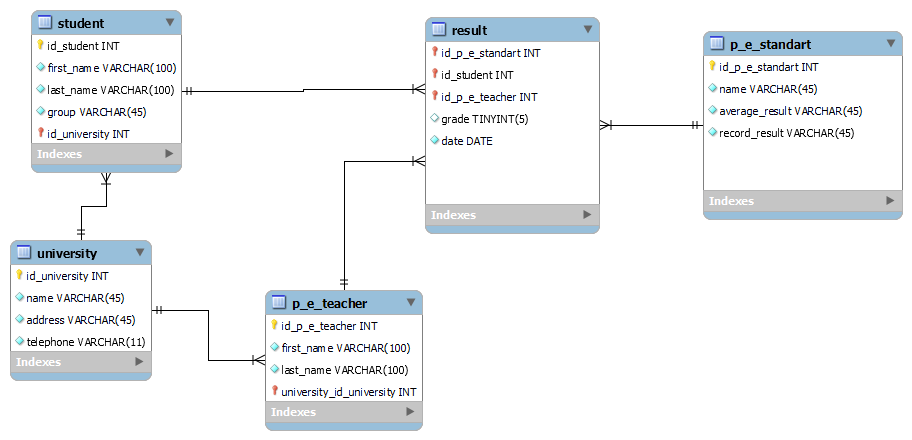 student
id_student INT
first_name VARCHAR(100)
last_name VARCHAR(100)
group VARCHAR(45)
id_university INT
Indexes
result
id_p_e_standart INT
id_student INT
id_p_e_teacher INT
grade TINYINT(5)
date DATE
Indexes
p_e_standart
id_p_e_standart INT
name VARCHAR(45)
average_result VARCHAR(45)
record_result VARCHAR(45)
Indexes
university
id_university INT
name VARCHAR(45)
address VARCHAR(45)
telephone VARCHAR(11)
Indexes
p_e_teacher
id_p_e_teacher INT
first_name VARCHAR(100)
last_name VARCHAR(100)
university_id_university INT
Indexes